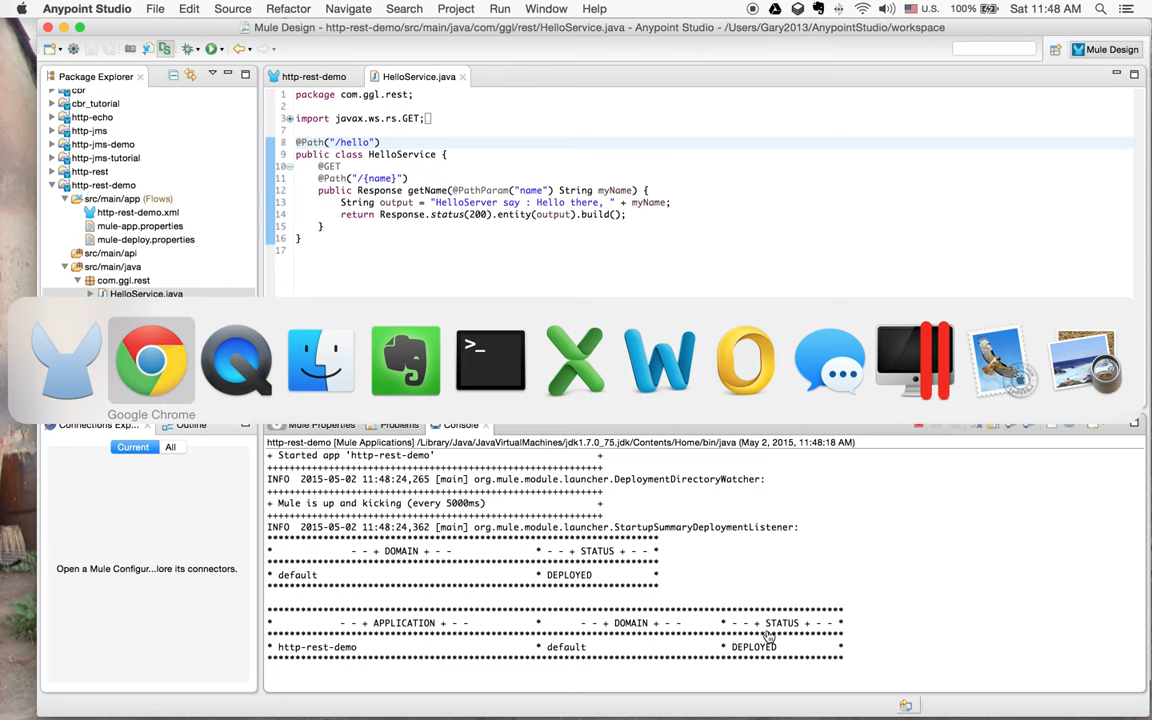 Anypoint Studio File Edit Source Refactor Navigate Search Project Run Window Help U.S. 100% Sat 11:48 AM
Mule Design - http-rest-demo/src/main/java/com/ggl/rest/HelloService.java - Anypoint Studio - /Users/Gary2013/AnypointStudio/workspace
Mule Design
Package Explorer
cbr
cbr_tutorial
http-echo
http-jms
http-jms-demo
http-jms-tutorial
http-rest
http-rest-demo
src/main/app (Flows)
http-rest-demo.xml
mule-app.properties
mule-deploy.properties
src/main/api
src/main/java
com.ggl.rest
HelloService.java
http-rest-demo HelloService.java
1 package com.ggl.rest;
2
3 import javax.ws.rs.GET;
7
8 @Path("/hello")
9 public class HelloService {
10 @GET
11 @Path("/{name}")
12 public Response getName(@PathParam("name") String myName) {
13 String output = "HelloServer say : Hello there, " + myName;
14 return Response.status(200).entity(output).build();
15 }
16 }
17
Google Chrome
Connections Exp... Outline
Current All
Open a Mule Configur...lore its connectors.
Mule Properties Problems Console
http-rest-demo [Mule Applications] /Library/Java/JavaVirtualMachines/jdk1.7.0_75.jdk/Contents/Home/bin/java (May 2, 2015, 11:48:18 AM)
+ Started app 'http-rest-demo' +
++++++++++++++++++++++++++++++++++++++++++++++++++++++++++++
INFO 2015-05-02 11:48:24,265 [main] org.mule.module.launcher.DeploymentDirectoryWatcher:
++++++++++++++++++++++++++++++++++++++++++++++++++++++++++++
+ Mule is up and kicking (every 5000ms) +
++++++++++++++++++++++++++++++++++++++++++++++++++++++++++++
INFO 2015-05-02 11:48:24,362 [main] org.mule.module.launcher.StartupSummaryDeploymentListener:
**********************************************************************
* - - + DOMAIN + - - * - - + STATUS + - - *
**********************************************************************
* default * DEPLOYED *
**********************************************************************
*******************************************************************************************************
* - - + APPLICATION + - - * - - + DOMAIN + - - * - - + STATUS + - - *
*******************************************************************************************************
* http-rest-demo * default * DEPLOYED *
*******************************************************************************************************